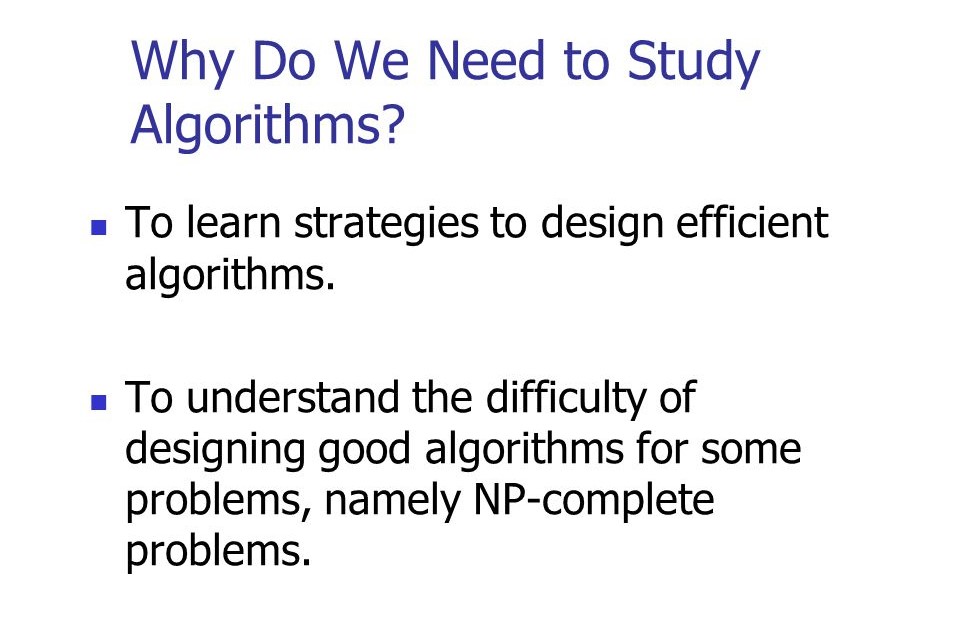 Why Do We Need to Study
Algorithms?
To learn strategies to design efficient
algorithms.
To understand the difficulty of
designing good algorithms for some
problems, namely NP-complete
problems.